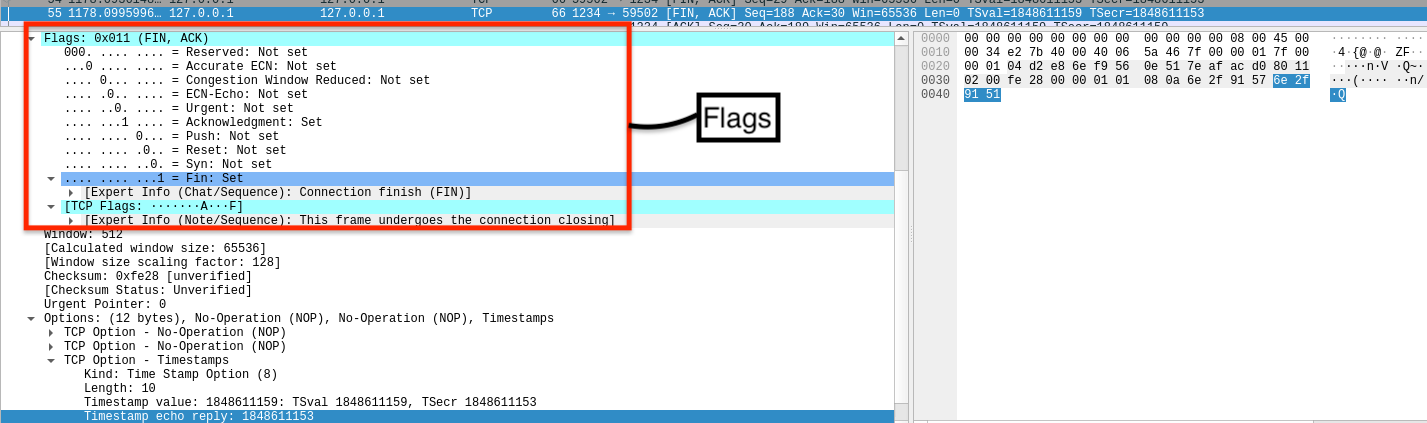 55 1178.0995996… 127.0.0.1 127.0.0.1 TCP 66 1234 → 59502 [FIN, ACK] Seq=188 Ack=30 Win=65536 Len=0 TSval=1848611159 TSecr=1848611153
Flags: 0x011 (FIN, ACK)
000. .... .... = Reserved: Not set
...0 .... .... = Accurate ECN: Not set
.... 0... .... = Congestion Window Reduced: Not set
.... .0.. .... = ECN-Echo: Not set
.... ..0. .... = Urgent: Not set
.... ...1 .... = Acknowledgment: Set
.... .... 0... = Push: Not set
.... .... .0.. = Reset: Not set
.... .... ..0. = Syn: Not set
.... .... ...1 = Fin: Set
[Expert Info (Chat/Sequence): Connection finish (FIN)]
[TCP Flags: ·······A···F]
[Expert Info (Note/Sequence): This frame undergoes the connection closing]
Window: 512
[Calculated window size: 65536]
[Window size scaling factor: 128]
Checksum: 0xfe28 [unverified]
[Checksum Status: Unverified]
Urgent Pointer: 0
Options: (12 bytes), No-Operation (NOP), No-Operation (NOP), Timestamps
TCP Option - No-Operation (NOP)
TCP Option - No-Operation (NOP)
TCP Option - Timestamps
Kind: Time Stamp Option (8)
Length: 10
Timestamp value: 1848611159: TSval 1848611159, TSecr 1848611153
Timestamp echo reply: 1848611153
Flags
0000 00 00 00 00 00 00 00 00 00 00 00 00 08 00 45 00 ········ ······E·
0010 00 34 e2 7b 40 00 40 06 5a 46 7f 00 00 01 7f 00 ·4·{@·@· ZF······
0020 00 01 04 d2 e8 6e f9 56 0e 51 7e af ac d0 80 11 ·····n·V ·Q~·····
0030 02 00 fe 28 00 00 01 01 08 0a 6e 2f 91 57 6e 2f ···(···· ··n/·Wn/
0040 91 51 ·Q